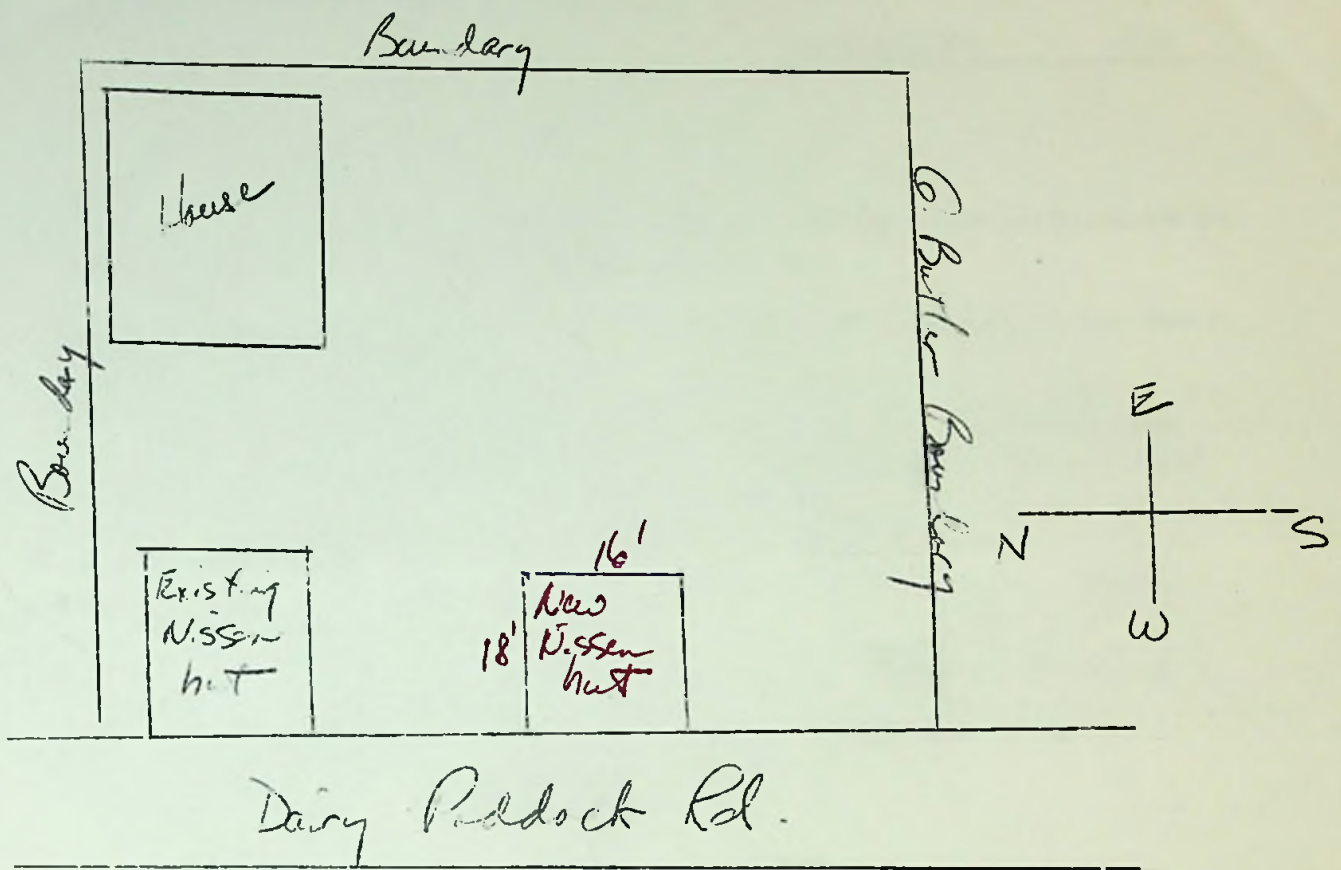 Boundary
House
Boundary
G. Butler Boundary
E
N
S
W
Existing
Nissen
hut
16'
18'
New
Nissen
hut
Dairy Paddock Rd.